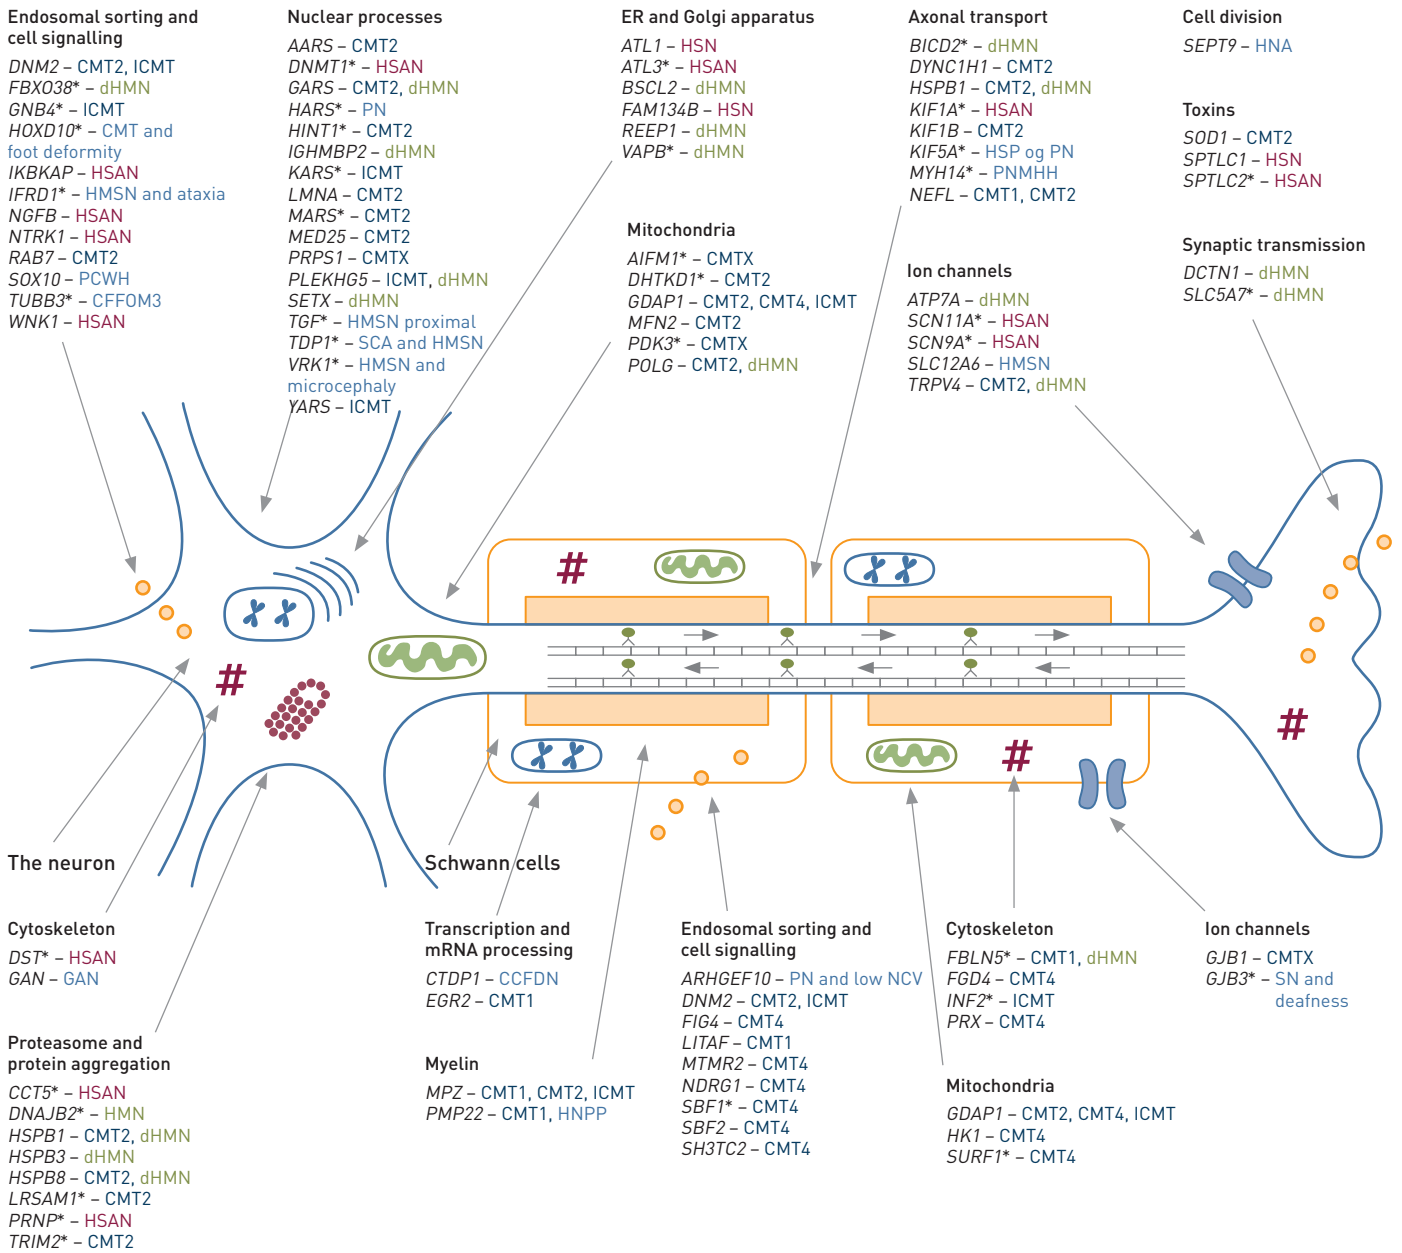 Endosomal sorting and
cell signalling
DNM2 – CMT2, ICMT
FBXO38* – dHMN
GNB4* – ICMT
HOXD10* – CMT and
foot deformity
IKBKAP – HSAN
IFRD1* – HMSN and ataxia
NGFB – HSAN
NTRK1 – HSAN
RAB7 – CMT2
SOX10 – PCWH
TUBB3* – CFFOM3
WNK1 – HSAN
Nuclear processes
AARS – CMT2
DNMT1* – HSAN
GARS – CMT2, dHMN
HARS* – PN
HINT1* – CMT2
IGHMBP2 – dHMN
KARS* – ICMT
LMNA – CMT2
MARS* – CMT2
MED25 – CMT2
PRPS1 – CMTX
PLEKHG5 – ICMT, dHMN
SETX – dHMN
TGF* – HMSN proximal
TDP1* – SCA and HMSN
VRK1* – HMSN and
microcephaly
YARS – ICMT
ER and Golgi apparatus
ATL1 – HSN
ATL3* – HSAN
BSCL2 – dHMN
FAM134B – HSN
REEP1 – dHMN
VAPB* – dHMN
Mitochondria
AIFM1* – CMTX
DHTKD1* – CMT2
GDAP1 – CMT2, CMT4, ICMT
MFN2 – CMT2
PDK3* – CMTX
POLG – CMT2, dHMN
Axonal transport
BICD2* – dHMN
DYNC1H1 – CMT2
HSPB1 – CMT2, dHMN
KIF1A* – HSAN
KIF1B – CMT2
KIF5A* – HSP og PN
MYH14* – PNMHH
NEFL – CMT1, CMT2
Ion channels
ATP7A – dHMN
SCN11A* – HSAN
SCN9A* – HSAN
SLC12A6 – HMSN
TRPV4 – CMT2, dHMN
Cell division
SEPT9 – HNA
Toxins
SOD1 – CMT2
SPTLC1 – HSN
SPTLC2* – HSAN
Synaptic transmission
DCTN1 – dHMN
SLC5A7* – dHMN
The neuron
Schwann cells
Cytoskeleton
DST* – HSAN
GAN – GAN
Proteasome and
protein aggregation
CCT5* – HSAN
DNAJB2* – HMN
HSPB1 – CMT2, dHMN
HSPB3 – dHMN
HSPB8 – CMT2, dHMN
LRSAM1* – CMT2
PRNP* – HSAN
TRIM2* – CMT2
Transcription and
mRNA processing
CTDP1 – CCFDN
EGR2 – CMT1
Myelin
MPZ – CMT1, CMT2, ICMT
PMP22 – CMT1, HNPP
Endosomal sorting and
cell signalling
ARHGEF10 – PN and low NCV
DNM2 – CMT2, ICMT
FIG4 – CMT4
LITAF – CMT1
MTMR2 – CMT4
NDRG1 – CMT4
SBF1* – CMT4
SBF2 – CMT4
SH3TC2 – CMT4
Cytoskeleton
FBLN5* – CMT1, dHMN
FGD4 – CMT4
INF2* – ICMT
PRX – CMT4
Mitochondria
GDAP1 – CMT2, CMT4, ICMT
HK1 – CMT4
SURF1* – CMT4
Ion channels
GJB1 – CMTX
GJB3* – SN and
deafness